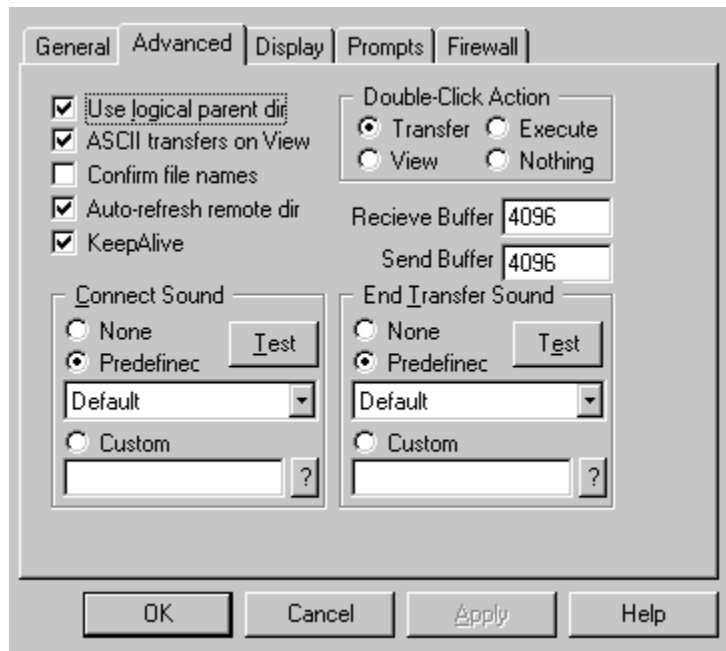 General Advanced Display Prompts Firewall
Use logical parent dir
ASCII transfers on View
Confirm file names
Auto-refresh remote dir
KeepAlive
Double-Click Action
Transfer Execute
View Nothing
Recieve Buffer 4096
Send Buffer 4096
Connect Sound
None
Test
Predefinec
Default
Custom
?
End Transfer Sound
None
Test
Predefinec
Default
Custom
?
OK Cancel Apply Help